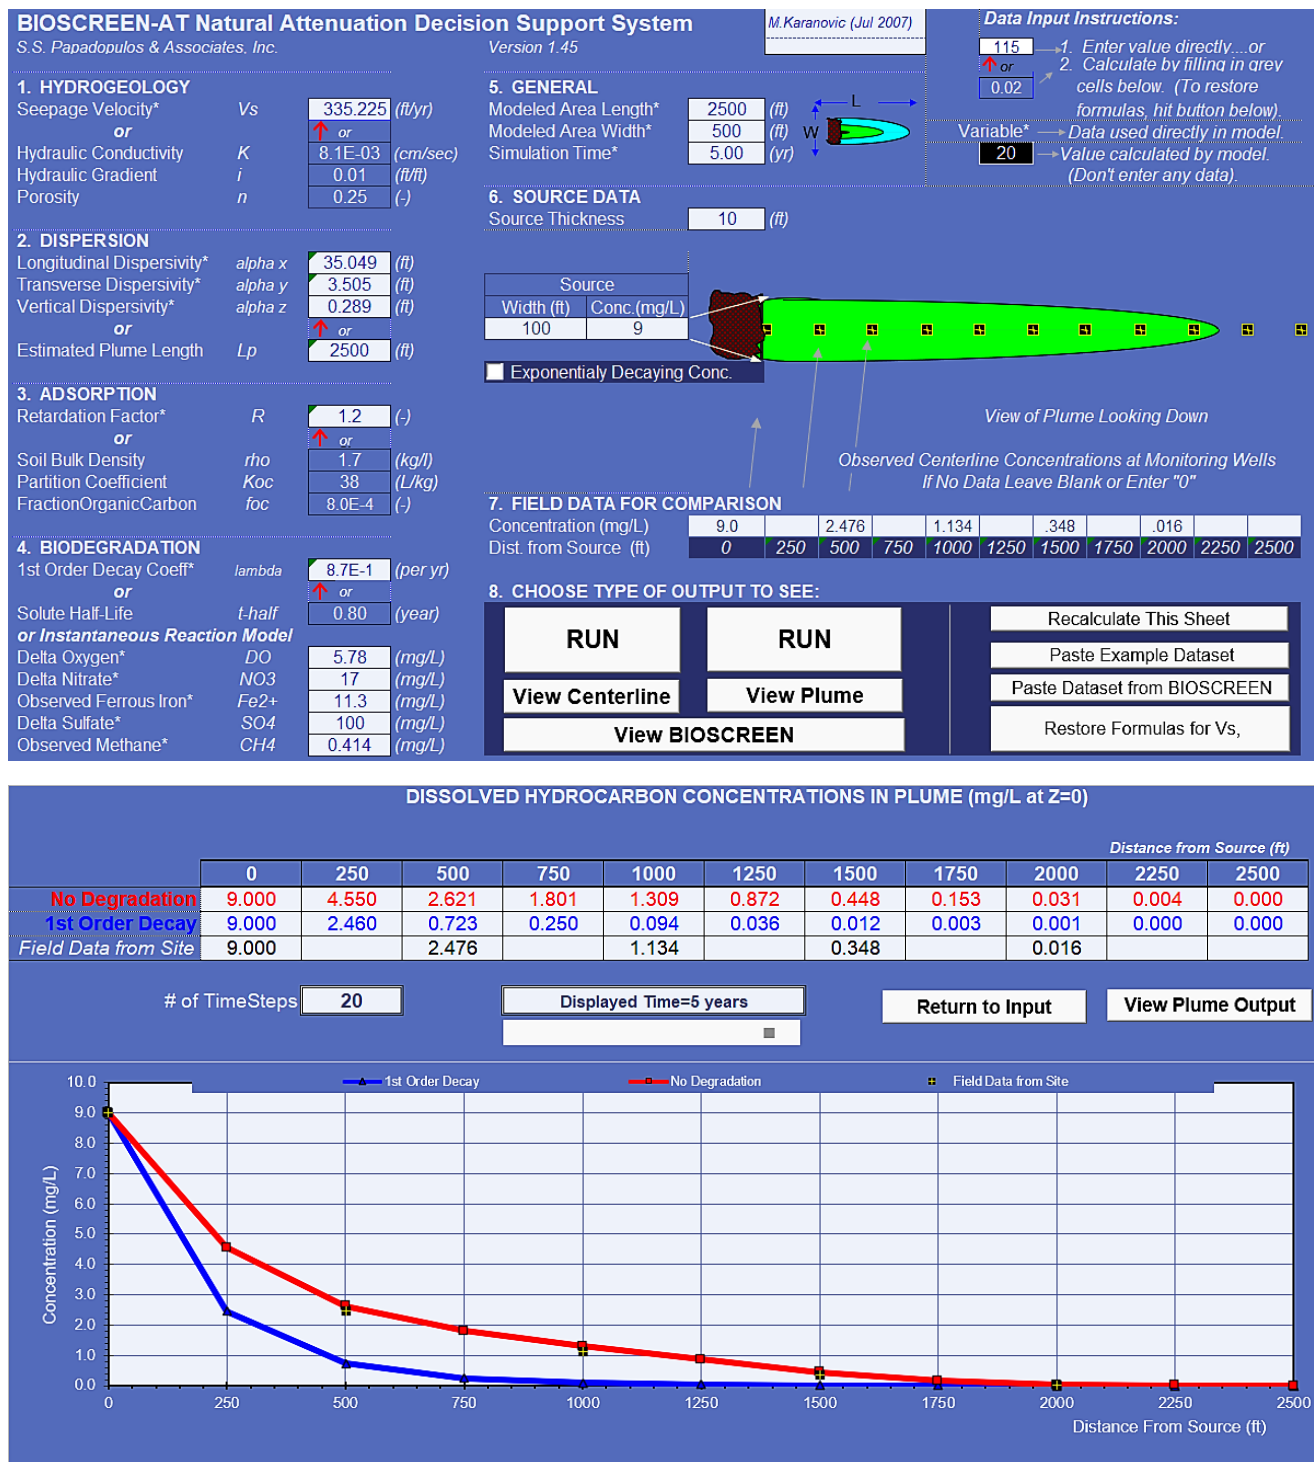 BIOSCREEN-AT Natural Attenuation Decision Support System
S.S. Papadopulos & Associates, Inc.
Version 1.45
M.Karanovic (Jul 2007)
Data Input Instructions:
115 1. Enter value directly....or
or 2. Calculate by filling in grey
0.02 cells below. (To restore
formulas, hit button below).
Variable* Data used directly in model.
20 Value calculated by model.
(Don't enter any data).
1. HYDROGEOLOGY
Seepage Velocity* Vs 335.225 (ft/yr)
or or
Hydraulic Conductivity K 8.1E-03 (cm/sec)
Hydraulic Gradient i 0.01 (ft/ft)
Porosity n 0.25 (-)
2. DISPERSION
Longitudinal Dispersivity* alpha x 35.049 (ft)
Transverse Dispersivity* alpha y 3.505 (ft)
Vertical Dispersivity* alpha z 0.289 (ft)
or or
Estimated Plume Length Lp 2500 (ft)
3. ADSORPTION
Retardation Factor* R 1.2 (-)
or or
Soil Bulk Density rho 1.7 (kg/l)
Partition Coefficient Koc 38 (L/kg)
FractionOrganicCarbon foc 8.0E-4 (-)
4. BIODEGRADATION
1st Order Decay Coeff* lambda 8.7E-1 (per yr)
or or
Solute Half-Life t-half 0.80 (year)
or Instantaneous Reaction Model
Delta Oxygen* DO 5.78 (mg/L)
Delta Nitrate* NO3 17 (mg/L)
Observed Ferrous Iron* Fe2+ 11.3 (mg/L)
Delta Sulfate* SO4 100 (mg/L)
Observed Methane* CH4 0.414 (mg/L)
5. GENERAL
Modeled Area Length* 2500 (ft) L
Modeled Area Width* 500 (ft) W
Simulation Time* 5.00 (yr)
6. SOURCE DATA
Source Thickness 10 (ft)
Source
Width (ft) Conc.(mg/L)
100 9
Exponentialy Decaying Conc.
View of Plume Looking Down
Observed Centerline Concentrations at Monitoring Wells
If No Data Leave Blank or Enter "0"
7. FIELD DATA FOR COMPARISON
Concentration (mg/L) 9.0 2.476 1.134 .348 .016
Dist. from Source (ft) 0 250 500 750 1000 1250 1500 1750 2000 2250 2500
8. CHOOSE TYPE OF OUTPUT TO SEE:
RUN RUN
View Centerline View Plume
View BIOSCREEN
Recalculate This Sheet
Paste Example Dataset
Paste Dataset from BIOSCREEN
Restore Formulas for Vs,
DISSOLVED HYDROCARBON CONCENTRATIONS IN PLUME (mg/L at Z=0)
Distance from Source (ft)
0 250 500 750 1000 1250 1500 1750 2000 2250 2500
No Degradation 9.000 4.550 2.621 1.801 1.309 0.872 0.448 0.153 0.031 0.004 0.000
1st Order Decay 9.000 2.460 0.723 0.250 0.094 0.036 0.012 0.003 0.001 0.000 0.000
Field Data from Site 9.000 2.476 1.134 0.348 0.016
# of TimeSteps 20 Displayed Time=5 years Return to Input View Plume Output
1st Order Decay No Degradation Field Data from Site
Concentration (mg/L)
10.0
9.0
8.0
7.0
6.0
5.0
4.0
3.0
2.0
1.0
0.0
0 250 500 750 1000 1250 1500 1750 2000 2250 2500
Distance From Source (ft)